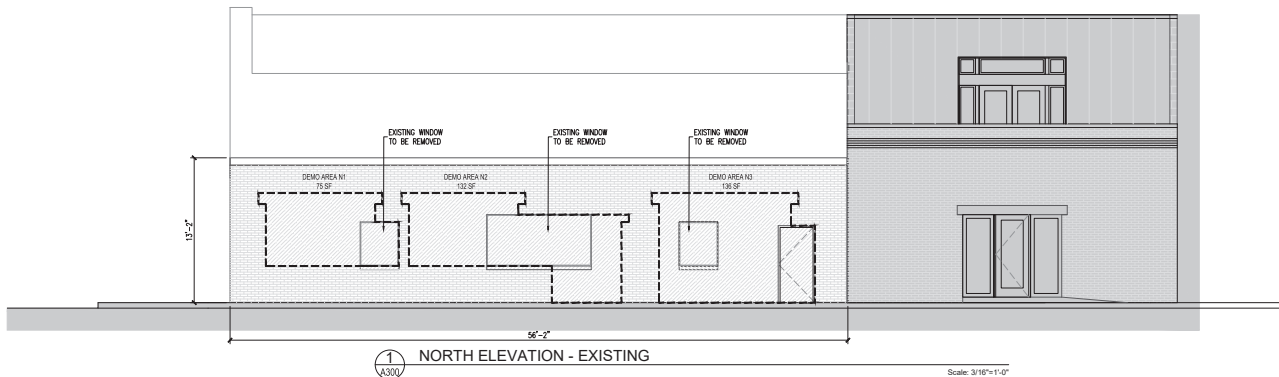 EXISTING WINDOW
TO BE REMOVED
EXISTING WINDOW
TO BE REMOVED
EXISTING WINDOW
TO BE REMOVED
DEMO AREA N1
75 SF
DEMO AREA N2
132 SF
DEMO AREA N3
136 SF
13'-2"
56'-2"
1
A300
NORTH ELEVATION - EXISTING
Scale: 3/16"=1'-0"